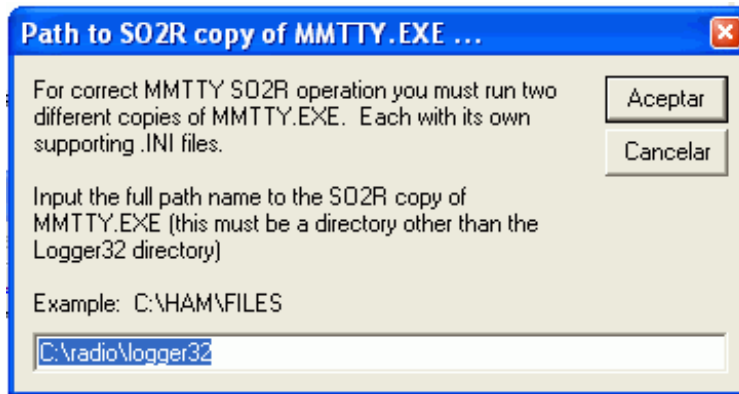 Path to SO2R copy of MMTTY.EXE ...
For correct MMTTY SO2R operation you must run two
different copies of MMTTY.EXE.  Each with its own
supporting .INI files.
Aceptar
Cancelar
Input the full path name to the SO2R copy of
MMTTY.EXE (this must be a directory other than the
Logger32 directory)
Example:  C:\HAM\FILES
C:\radio\logger32